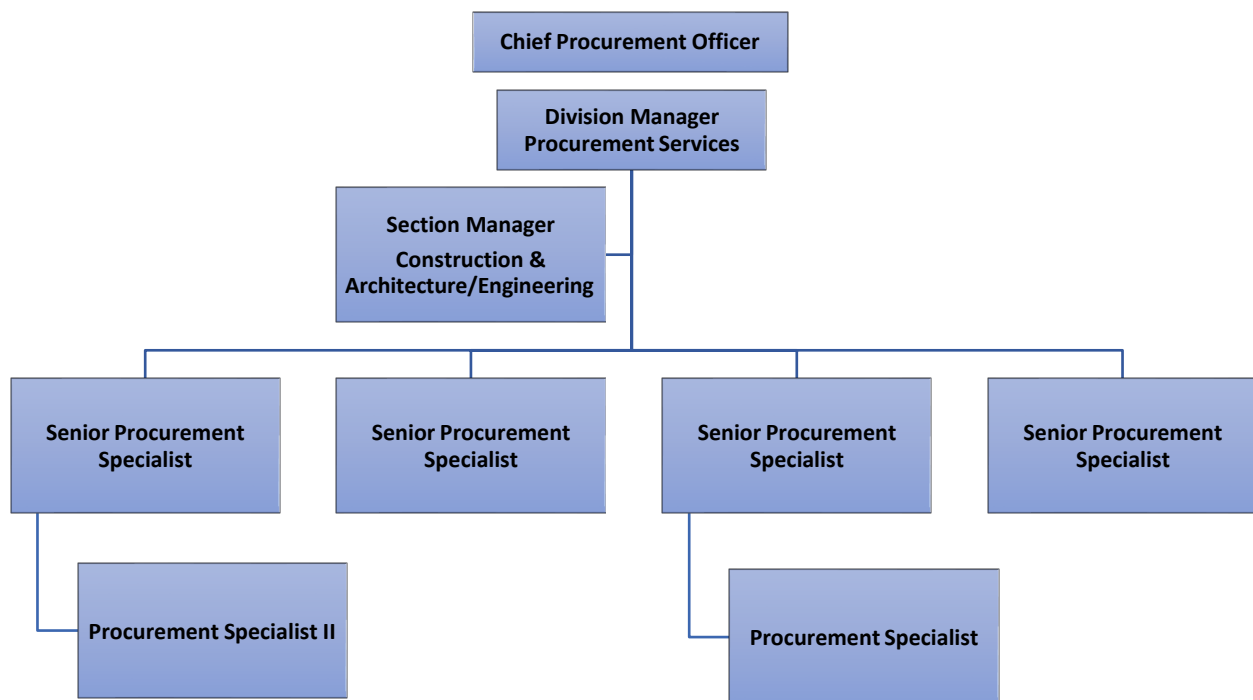 Chief Procurement Officer
Division Manager
Procurement Services
Section Manager
Construction &
Architecture/Engineering
Senior Procurement
Specialist
Senior Procurement
Specialist
Senior Procurement
Specialist
Senior Procurement
Specialist
Procurement Specialist II
Procurement Specialist